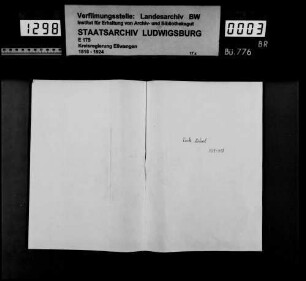 1298
Verfilmungsstelle: Landesarchiv BW
Institut für Erhaltung von Archiv- und Bibliotheksgut
STAATSARCHIV LUDWIGSBURG
E 175
Kreisregierung Ellwangen
1818 - 1924
0003
BR
BÜ.776